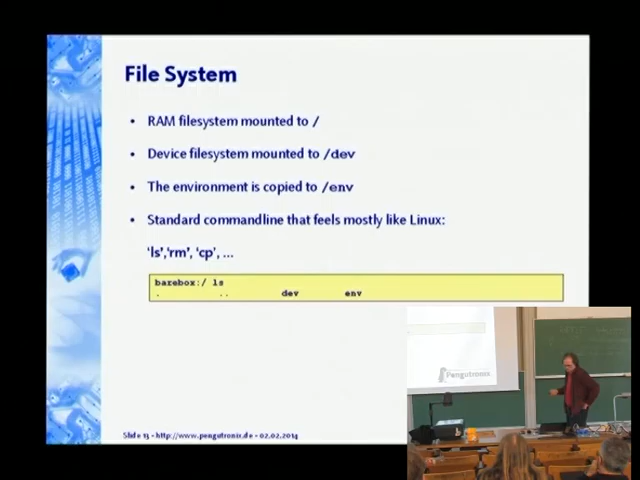 File System
• RAM filesystem mounted to /
• Device filesystem mounted to /dev
• The environment is copied to /env
• Standard commandline that feels mostly like Linux:
'ls','rm', 'cp', ...
barebox:/ ls
. .. dev env
Pengutronix
Slide 13 - http://www.pengutronix.de - 02.02.2014